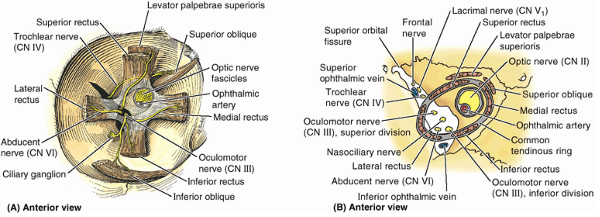 Levator palpebrae superioris
Superior rectus
Trochlear nerve
(CN IV)
Superior oblique
Optic nerve
fascicles
Lateral
rectus
Ophthalmic
artery
Medial rectus
Abducent
nerve (CN VI)
Ciliary ganglion
Oculomotor
nerve (CN III)
Inferior rectus
Inferior oblique
(A) Anterior view
Lacrimal nerve (CN V1)
Frontal
nerve
Superior rectus
Superior orbital
fissure
Levator palpebrae
superioris
Optic nerve (CN II)
Superior
ophthalmic vein
Trochlear
nerve (CN IV)
Superior oblique
Medial rectus
Oculomotor nerve
(CN III), superior division
Ophthalmic artery
Common
tendinous ring
Nasociliary nerve
Lateral rectus
Inferior rectus
Abducent nerve (CN VI)
Oculomotor nerve
(CN III), inferior division
Inferior ophthalmic vein
(B) Anterior view